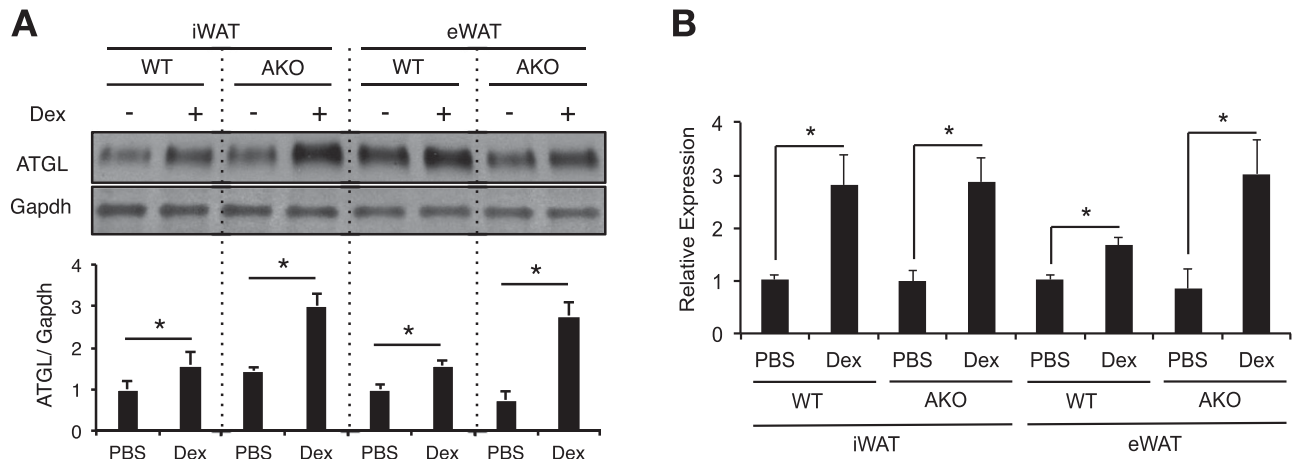 A
iWAT eWAT
WT AKO WT AKO
Dex - + - + - + - +
ATGL
Gapdh
ATGL/ Gapdh
4
3
2
1
0
* * * *
PBS Dex PBS Dex PBS Dex PBS Dex
B
Relative Expression
4
3
2
1
0
* * * *
PBS Dex PBS Dex PBS Dex PBS Dex
WT AKO WT AKO
iWAT eWAT